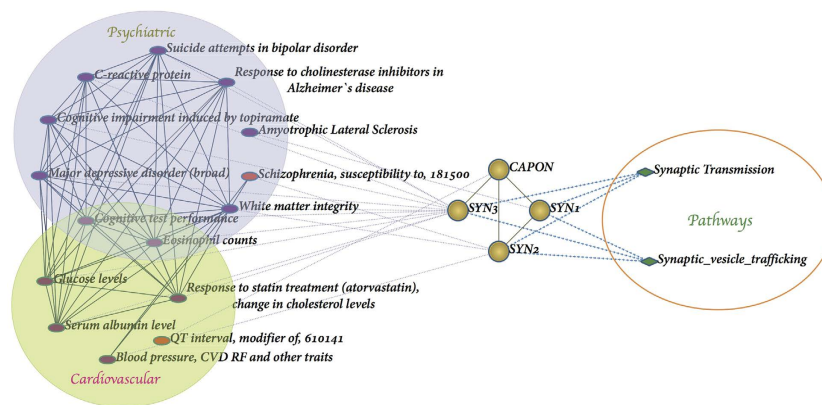 Psychiatric
Suicide attempts in bipolar disorder
C-reactive protein
Response to cholinesterase inhibitors in
Alzheimer`s disease
Cognitive impairment induced by topiramate
Amyotrophic Lateral Sclerosis
Major depressive disorder (broad)
Schizophrenia, susceptibility to, 181500
White matter integrity
Cognitive test performance
Eosinophil counts
Glucose levels
Response to statin treatment (atorvastatin),
change in cholesterol levels
Serum albumin level
QT interval, modifier of, 610141
Blood pressure, CVD RF and other traits
Cardiovascular
CAPON
SYN3
SYN1
SYN2
Synaptic Transmission
Pathways
Synaptic_vesicle_trafficking